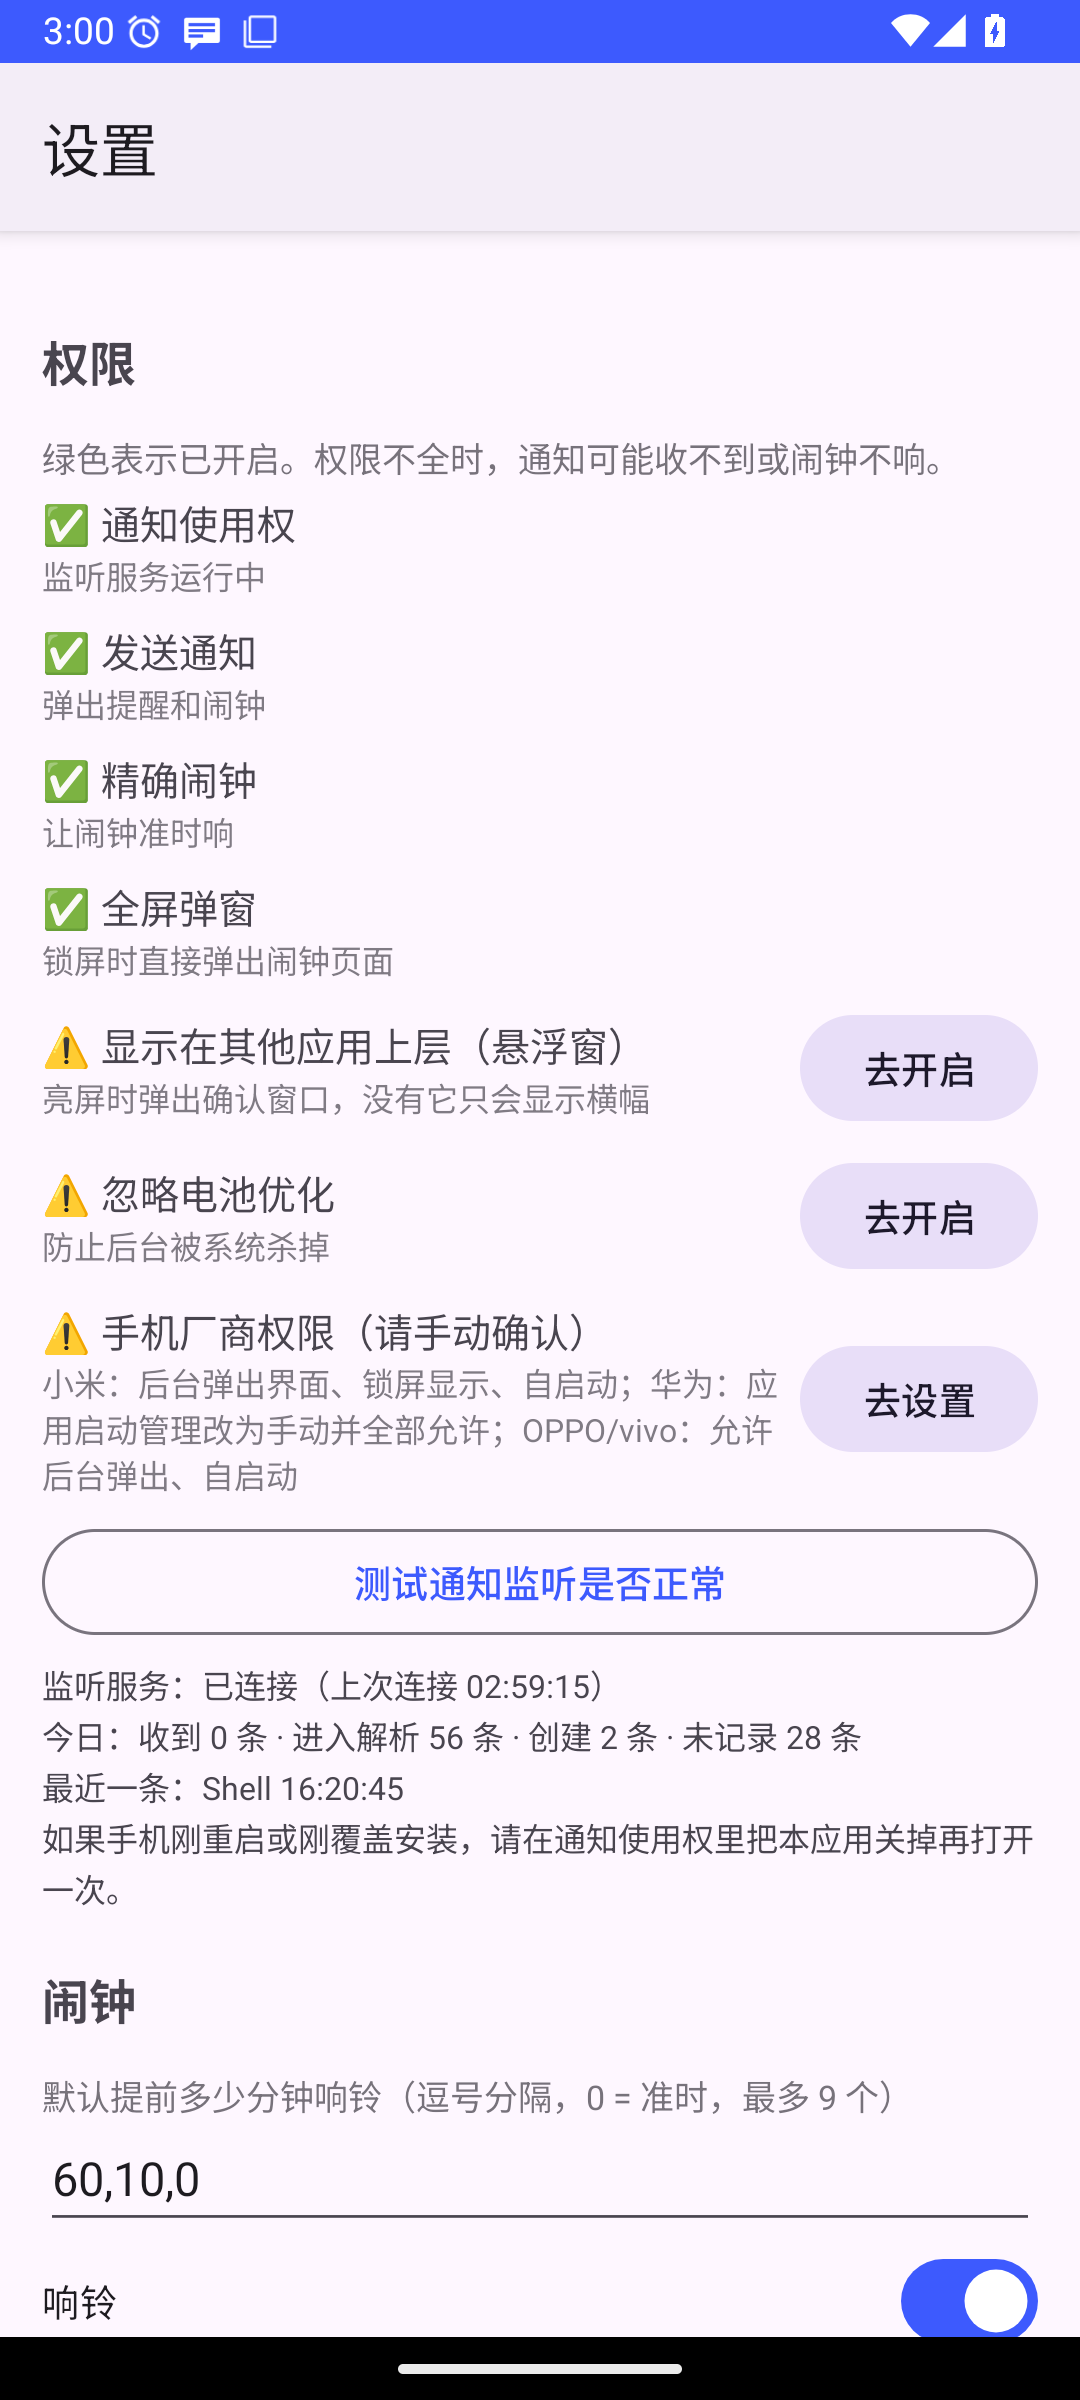 3:00
设置
权限
绿色表示已开启。权限不全时，通知可能收不到或闹钟不响。
✅ 通知使用权
监听服务运行中
✅ 发送通知
弹出提醒和闹钟
✅ 精确闹钟
让闹钟准时响
✅ 全屏弹窗
锁屏时直接弹出闹钟页面
⚠️ 显示在其他应用上层（悬浮窗）
亮屏时弹出确认窗口，没有它只会显示横幅
去开启
⚠️ 忽略电池优化
防止后台被系统杀掉
去开启
⚠️ 手机厂商权限（请手动确认）
小米：后台弹出界面、锁屏显示、自启动；华为：应
用启动管理改为手动并全部允许；OPPO/vivo：允许
后台弹出、自启动
去设置
测试通知监听是否正常
监听服务：已连接（上次连接 02:59:15）
今日：收到 0 条 · 进入解析 56 条 · 创建 2 条 · 未记录 28 条
最近一条：Shell 16:20:45
如果手机刚重启或刚覆盖安装，请在通知使用权里把本应用关掉再打开
一次。
闹钟
默认提前多少分钟响铃（逗号分隔，0 = 准时，最多 9 个）
60,10,0
响铃